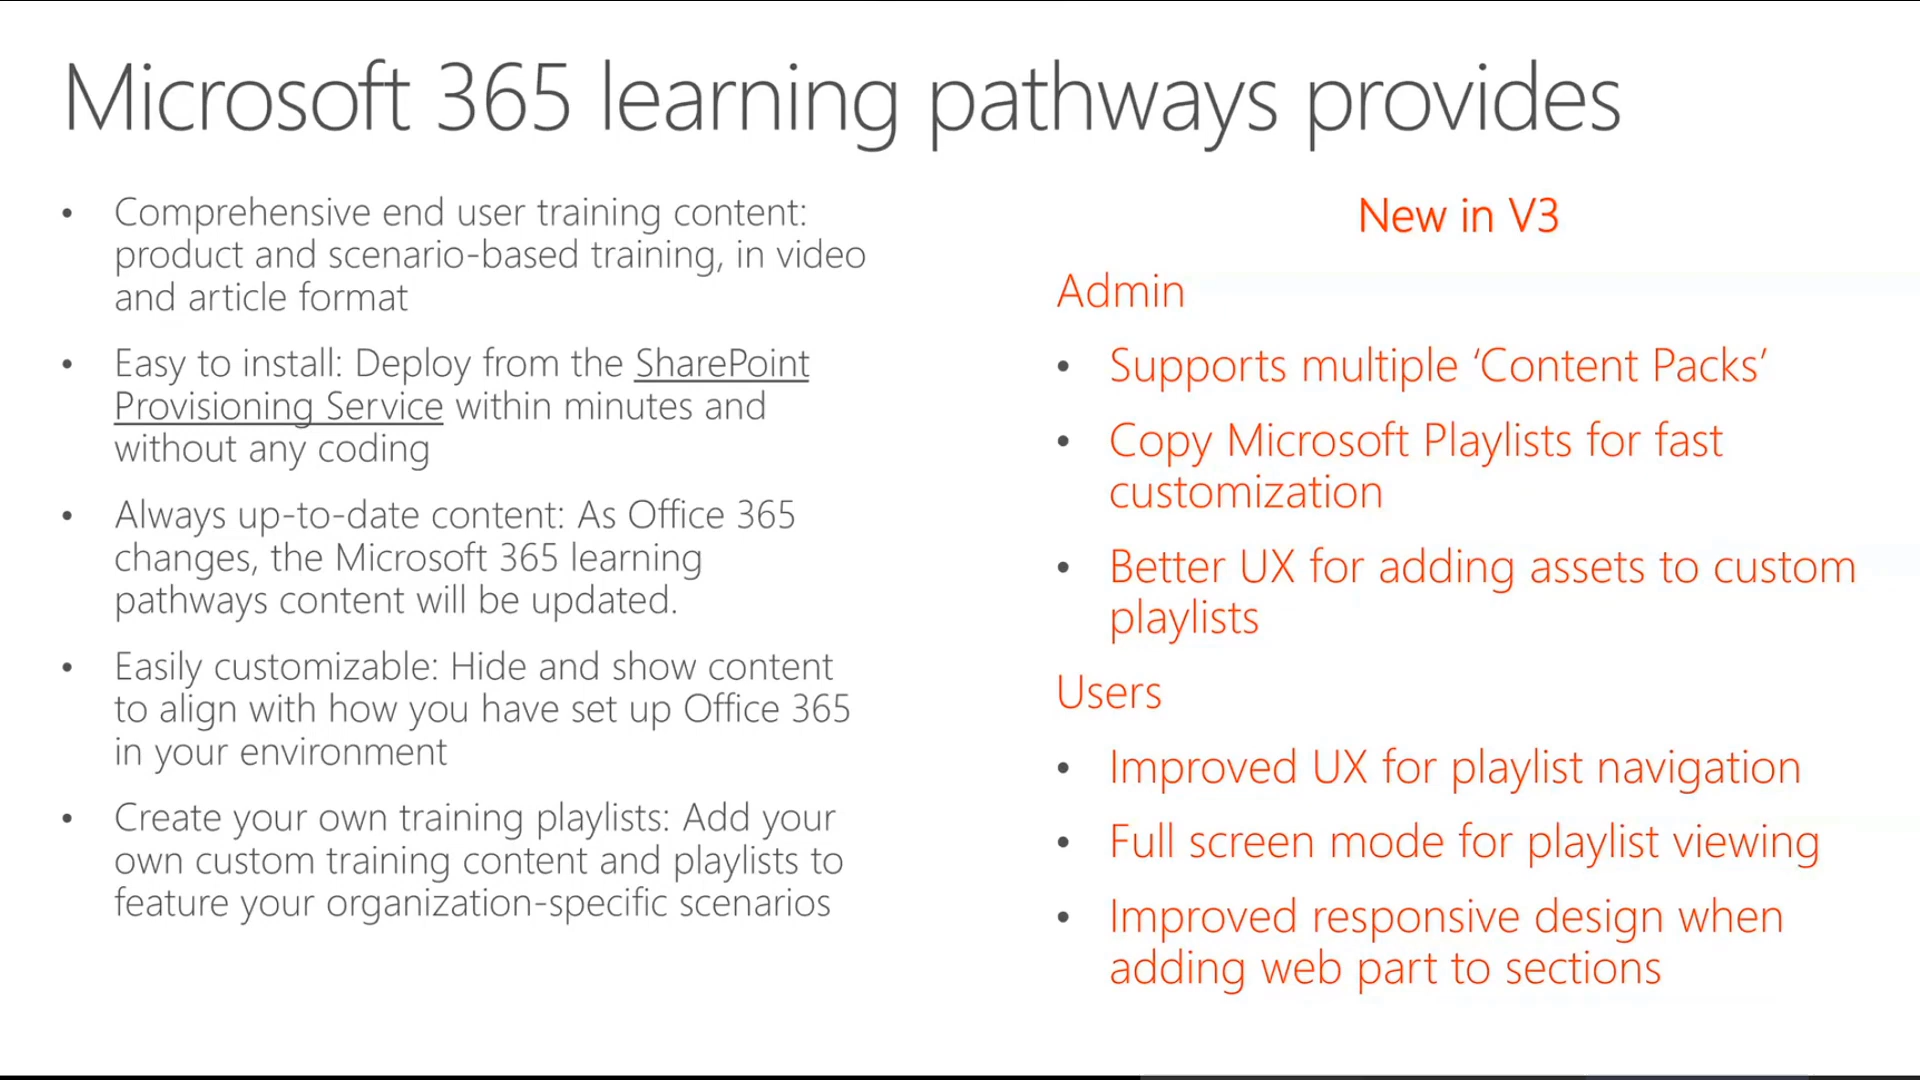 Microsoft 365 learning pathways provides
• Comprehensive end user training content:
product and scenario-based training, in video
and article format
• Easy to install: Deploy from the SharePoint
Provisioning Service within minutes and
without any coding
• Always up-to-date content: As Office 365
changes, the Microsoft 365 learning
pathways content will be updated.
• Easily customizable: Hide and show content
to align with how you have set up Office 365
in your environment
• Create your own training playlists: Add your
own custom training content and playlists to
feature your organization-specific scenarios
New in V3
Admin
• Supports multiple ‘Content Packs’
• Copy Microsoft Playlists for fast
customization
• Better UX for adding assets to custom
playlists
Users
• Improved UX for playlist navigation
• Full screen mode for playlist viewing
• Improved responsive design when
adding web part to sections